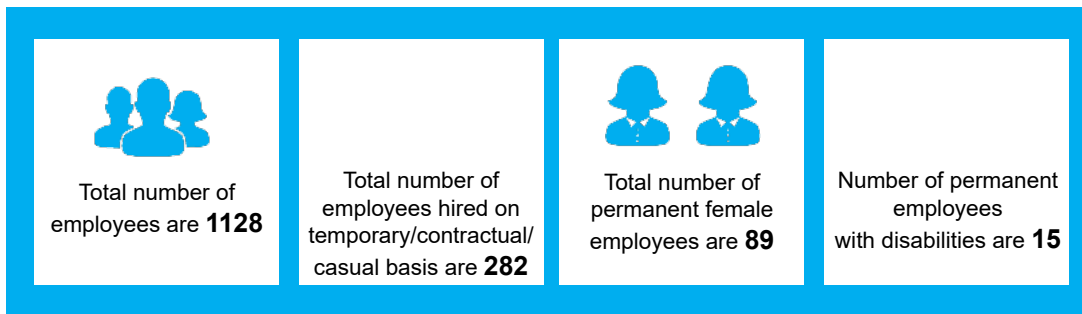 Total number of
employees are 1128
Total number of
employees hired on
temporary/contractual/
casual basis are 282
Total number of
permanent female
employees are 89
Number of permanent
employees
with disabilities are 15